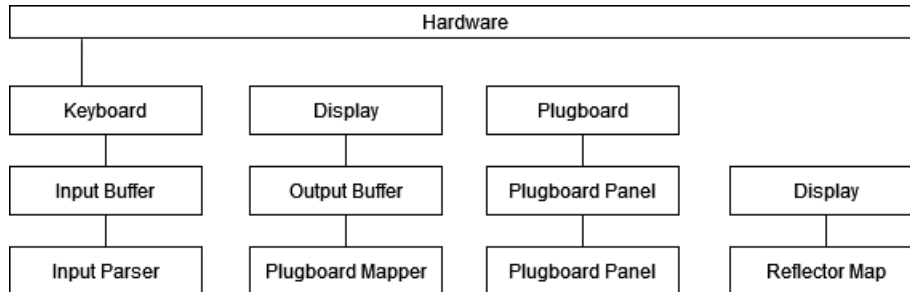 Hardware
Keyboard Display Plugboard
Input Buffer Output Buffer Plugboard Panel Display
Input Parser Plugboard Mapper Plugboard Panel Reflector Map